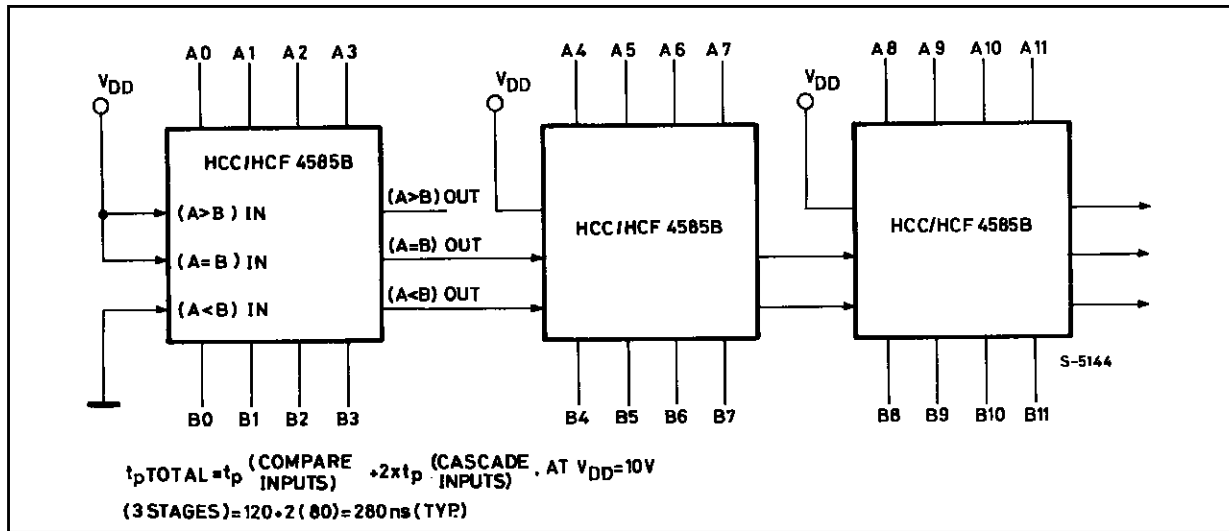 A0 A1 A2 A3
A4 A5 A6 A7
A8 A9 A10 A11
VDD
VDD
VDD
HCC/HCF 4585B
(A>B) IN
(A=B) IN
(A<B) IN
(A>B) OUT
(A=B) OUT
(A<B) OUT
HCC/HCF 4585B
HCC/HCF 4585B
S-5144
B0 B1 B2 B3
B4 B5 B6 B7
B8 B9 B10 B11
tpTOTAL=tp (COMPARE INPUTS) +2xtp (CASCADE INPUTS), AT VDD=10V
(3 STAGES)=120+2(80)=280ns(TYP.)